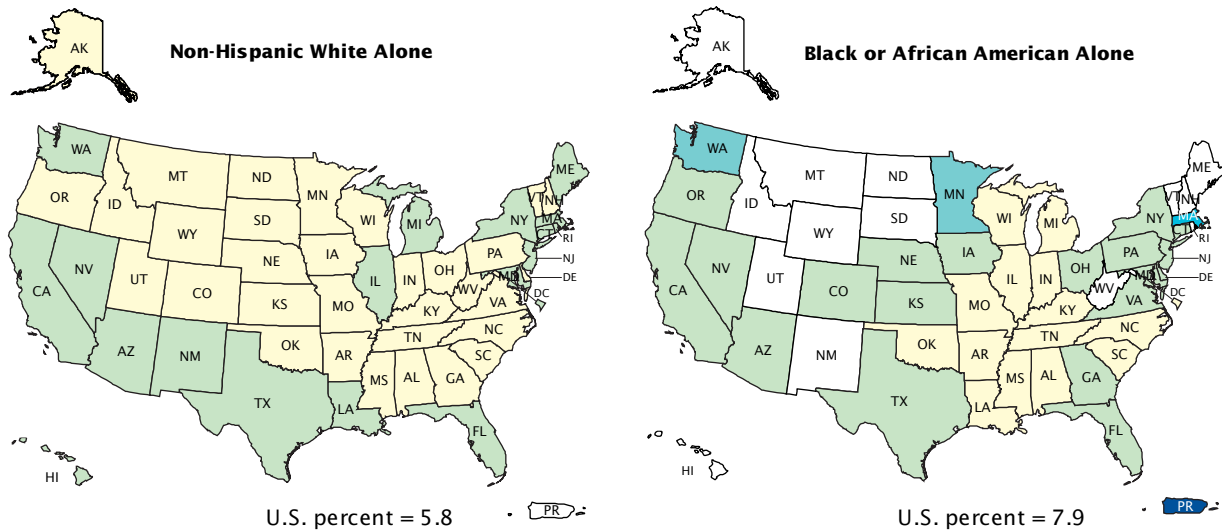 Non-Hispanic White Alone
AK
WA
OR
ID
MT
ND
MN
SD
WY
WI
MI
NY
ME
VT
NH
MA
RI
NJ
DE
MD
DC
PA
OH
IN
IL
IA
NE
NV
UT
CO
CA
KS
MO
KY
WV
VA
NC
TN
SC
AZ
NM
OK
AR
MS
AL
GA
TX
LA
FL
HI
PR
U.S. percent = 5.8
Black or African American Alone
AK
WA
OR
ID
MT
ND
MN
SD
WY
WI
MI
NY
ME
VT
NH
MA
RI
NJ
DE
MD
DC
PA
OH
IN
IL
IA
NE
NV
UT
CO
CA
KS
MO
KY
WV
VA
NC
TN
SC
AZ
NM
OK
AR
MS
AL
GA
TX
LA
FL
HI
PR
U.S. percent = 7.9